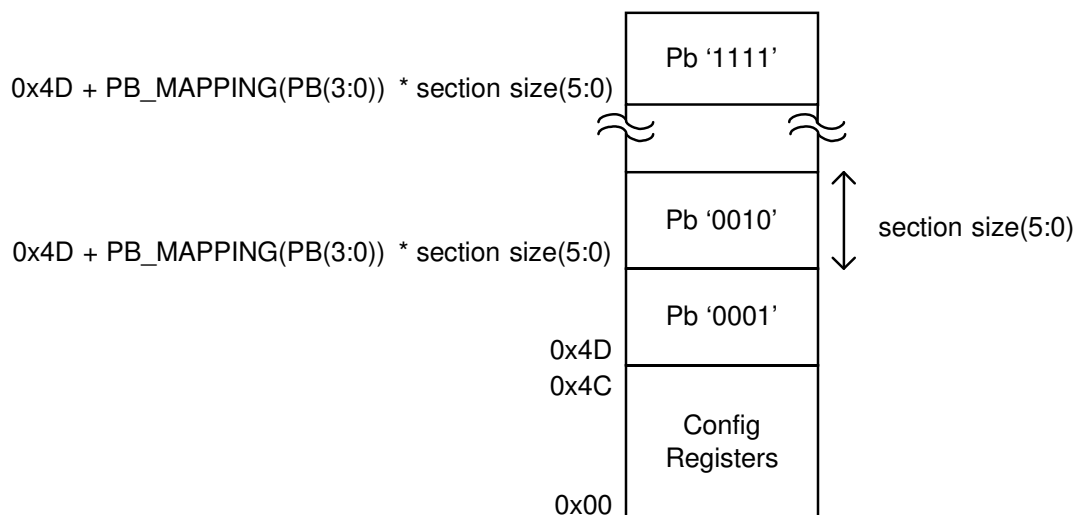 Pb ‘1111’
0x4D + PB_MAPPING(PB(3:0)) * section size(5:0)
Pb ‘0010’
section size(5:0)
0x4D + PB_MAPPING(PB(3:0)) * section size(5:0)
Pb ‘0001’
0x4D
0x4C
Config
Registers
0x00